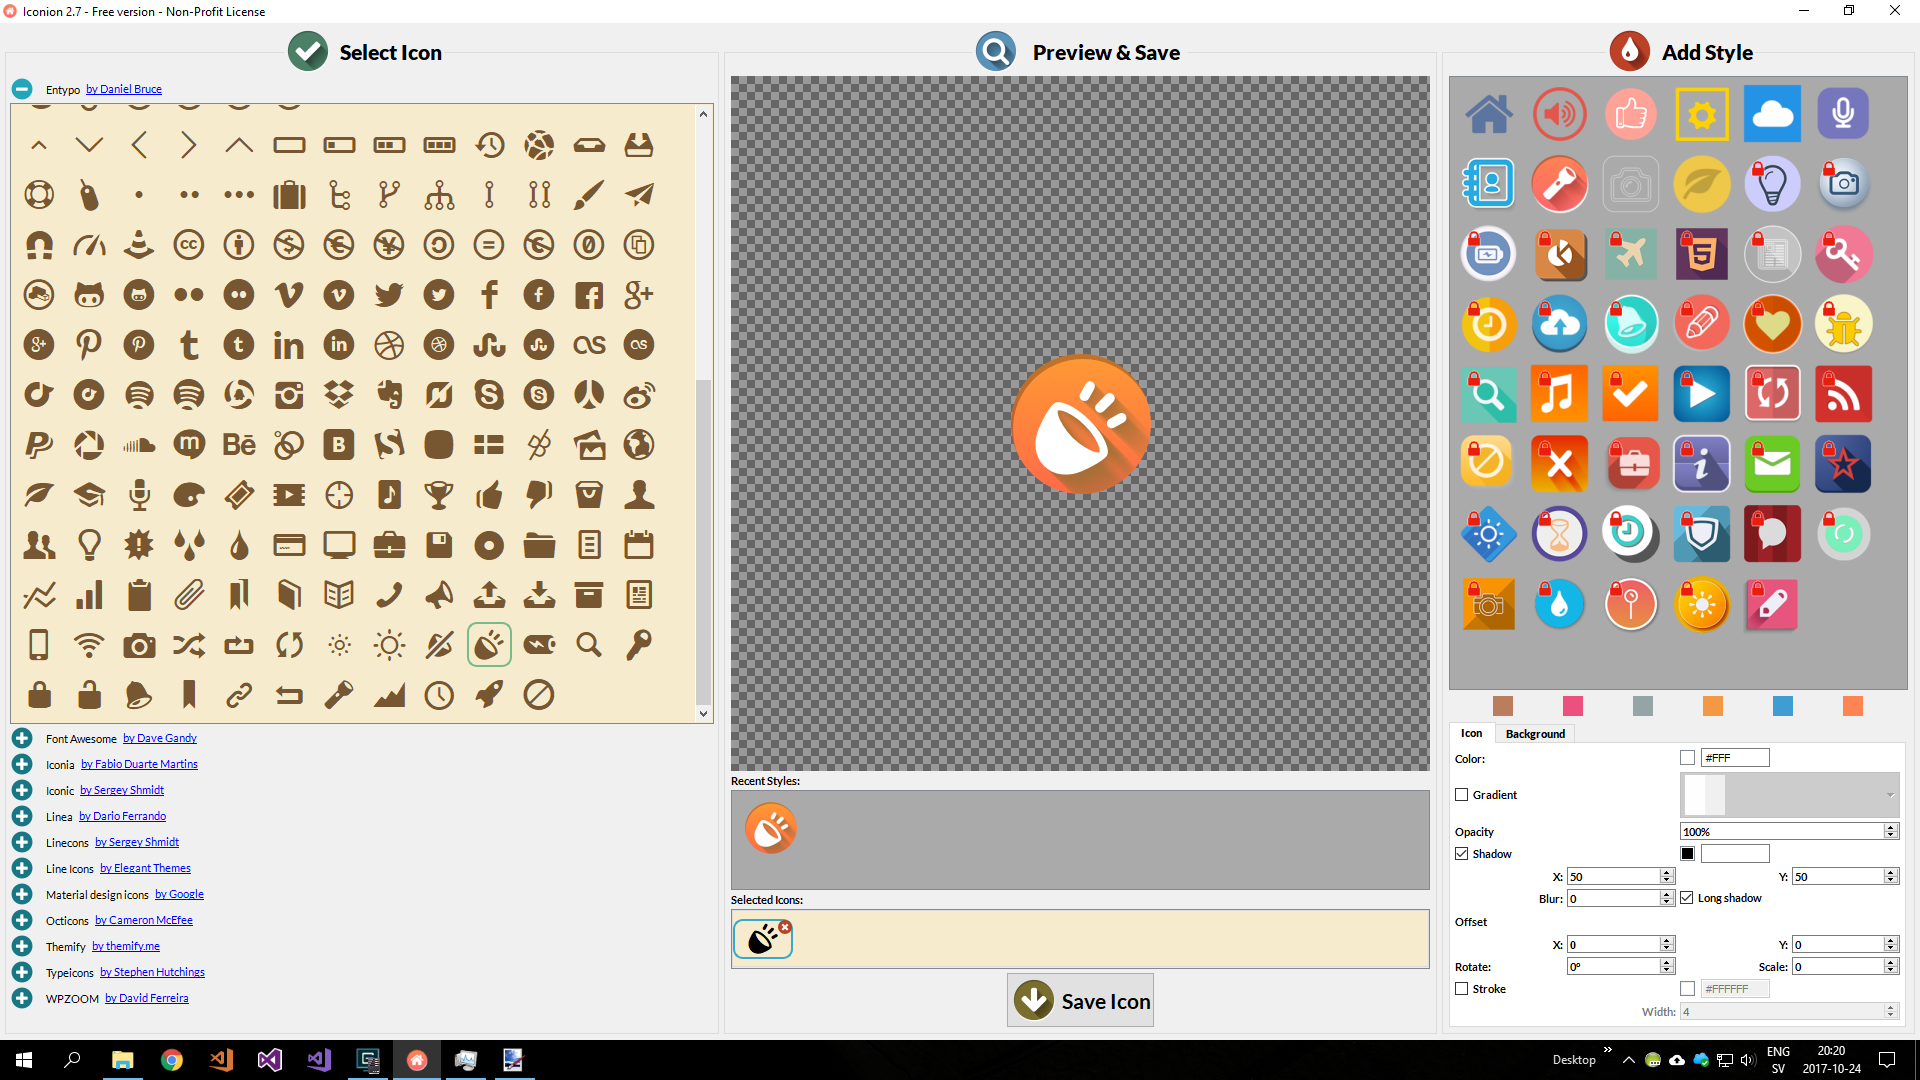 Iconion 2.7 - Free version - Non-Profit License
Select Icon
Preview & Save
Add Style
Entypo by Daniel Bruce
Font Awesome by Dave Gandy
Iconia by Fabio Duarte Martins
Iconic by Sergey Shmidt
Linea by Dario Ferrando
Linecons by Sergey Shmidt
Line Icons by Elegant Themes
Material design icons by Google
Octicons by Cameron McEfee
Themify by themify.me
Typeicons by Stephen Hutchings
WPZOOM by David Ferreira
Recent Styles:
Selected Icons:
Save Icon
Icon Background
Color: #FFF
Gradient
Opacity 100%
Shadow
X: 50 Y: 50
Blur: 0 Long shadow
Offset
X: 0 Y: 0
Rotate: 0° Scale: 0
Stroke #FFFFFF
Width: 4
Desktop
ENG
SV
20:20
2017-10-24